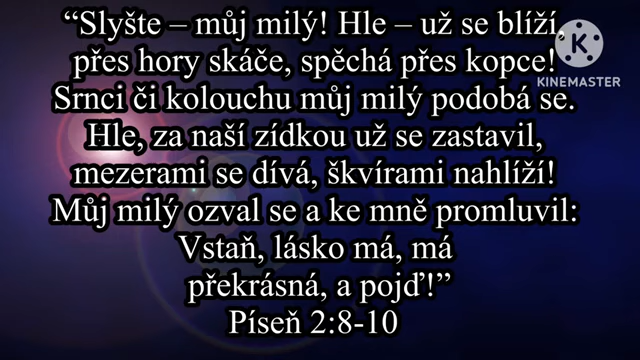 “Slyšte – můj milý! Hle – už se blíží,
přes hory skáče, spěchá přes kopce!
Srnci či kolouchu můj milý podobá se.
Hle, za naší zídkou už se zastavil,
mezerami se dívá, škvírami nahlíží!
Můj milý ozval se a ke mně promluvil:
Vstaň, lásko má, má
překrásná, a pojď!”
Píseň 2:8-10
K
KINEMASTER